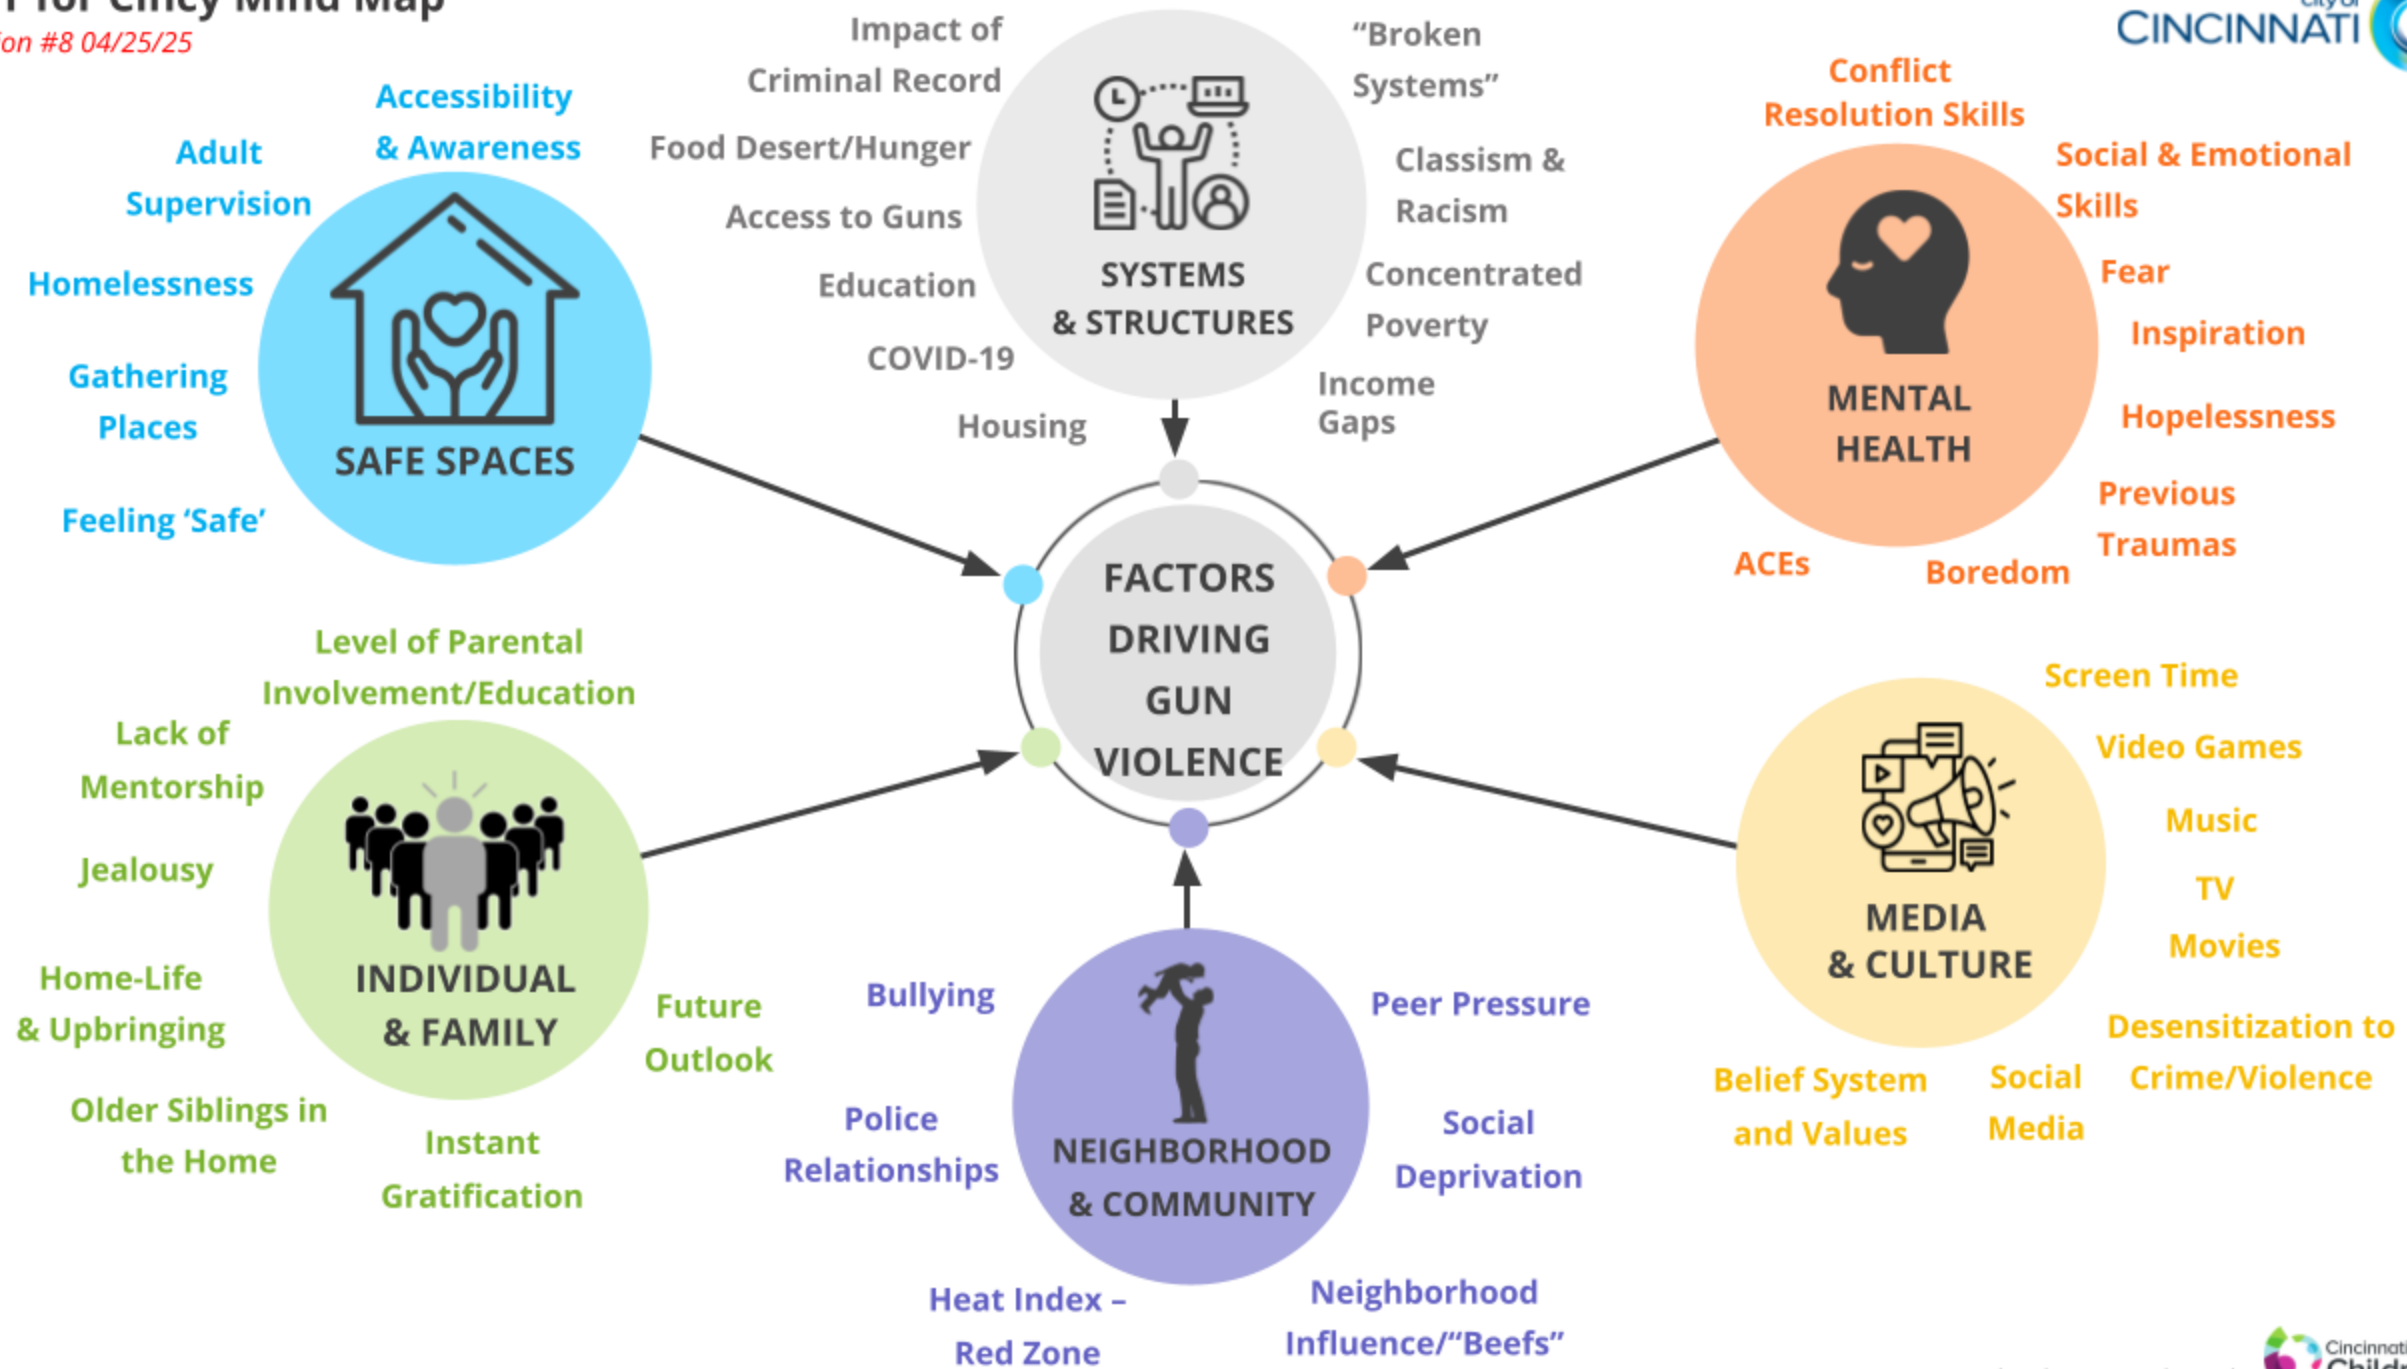 for Cincy Mind Map
#8 04/25/25
City of
CINCINNATI
Accessibility
& Awareness
Adult
Supervision
Homelessness
Gathering
Places
Feeling ‘Safe’
SAFE SPACES
Impact of
Criminal Record
Food Desert/Hunger
Access to Guns
Education
COVID-19
Housing
SYSTEMS
& STRUCTURES
“Broken
Systems”
Classism &
Racism
Concentrated
Poverty
Income
Gaps
Conflict
Resolution Skills
Social & Emotional
Skills
Fear
Inspiration
Hopelessness
Previous
Traumas
Boredom
ACEs
MENTAL
HEALTH
FACTORS
DRIVING
GUN
VIOLENCE
Level of Parental
Involvement/Education
Lack of
Mentorship
Jealousy
Home-Life
& Upbringing
Older Siblings in
the Home
Instant
Gratification
Future
Outlook
INDIVIDUAL
& FAMILY
Bullying
Police
Relationships
Heat Index –
Red Zone
NEIGHBORHOOD
& COMMUNITY
Peer Pressure
Social
Deprivation
Neighborhood
Influence/“Beefs”
Screen Time
Video Games
Music
TV
Movies
Desensitization to
Crime/Violence
Social
Media
Belief System
and Values
MEDIA
& CULTURE